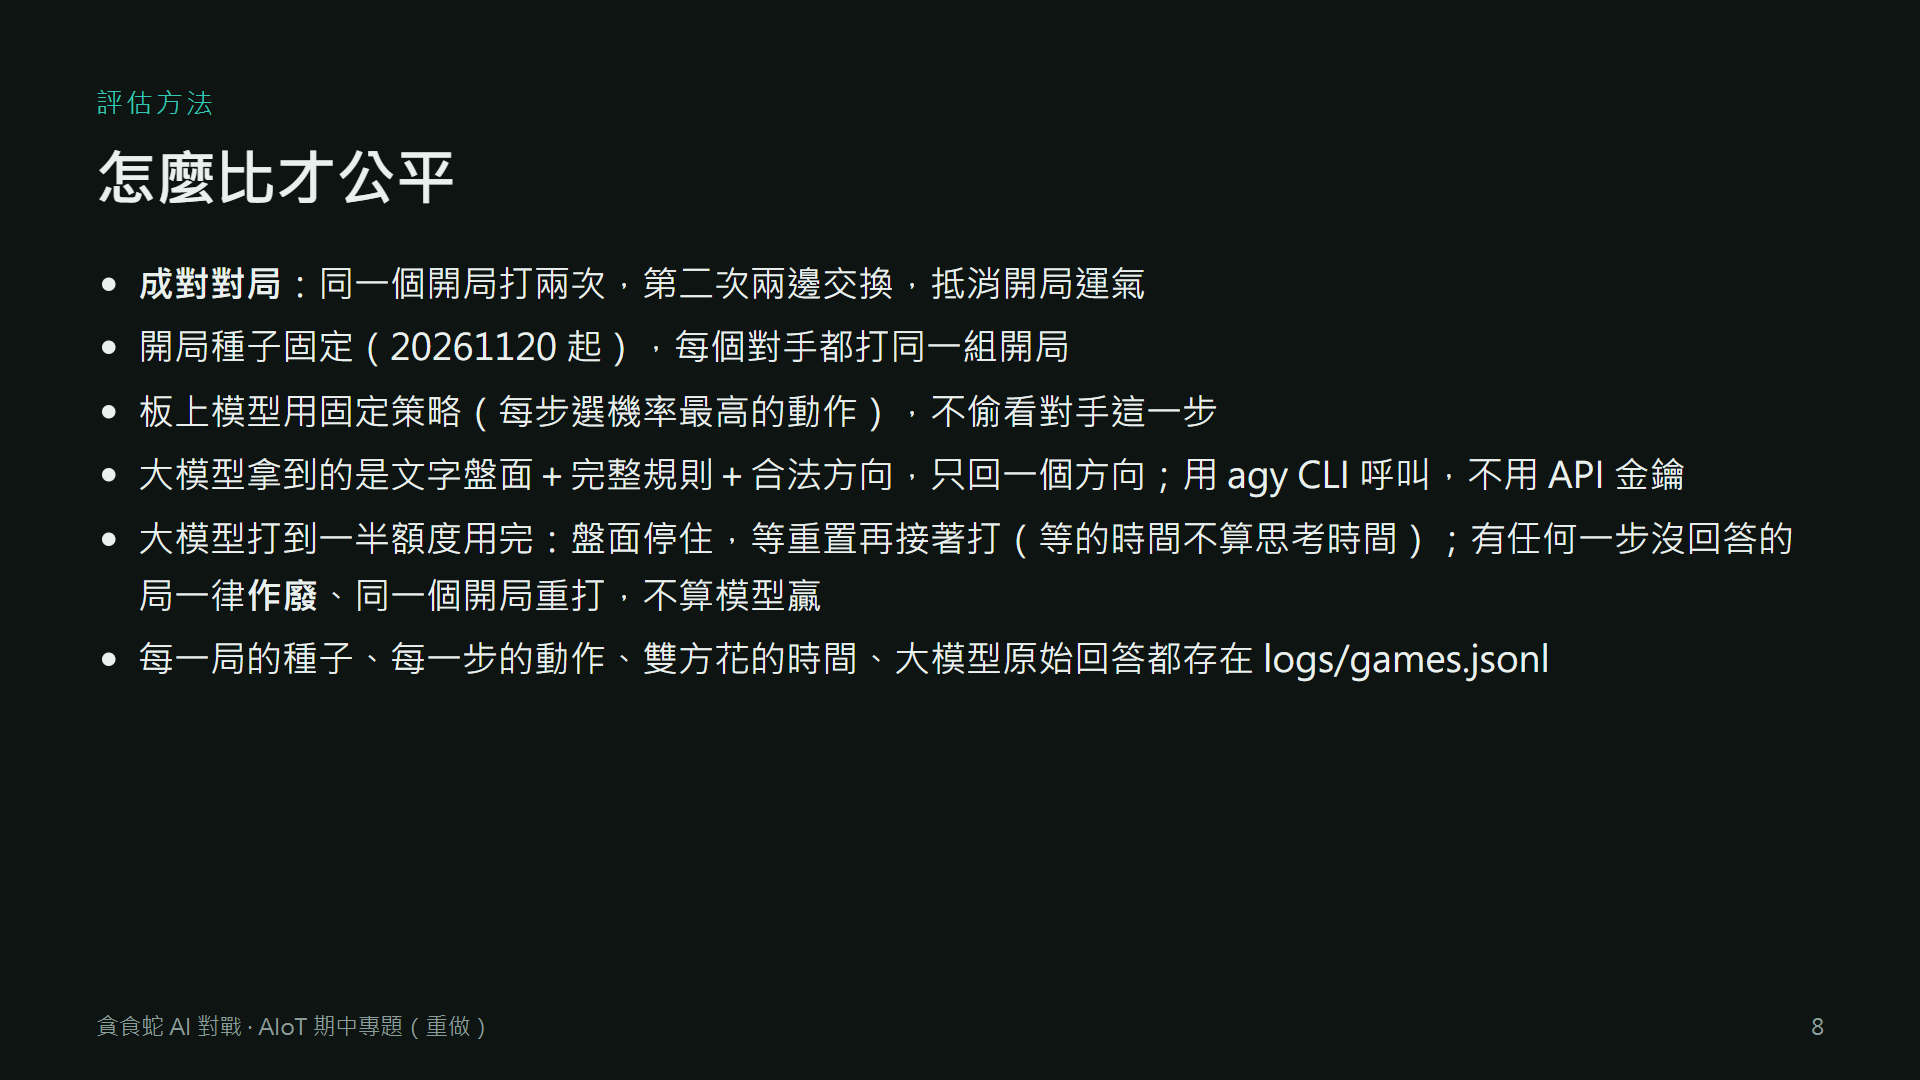 評估方法
怎麼比才公平
• 成對對局：同一個開局打兩次，第二次兩邊交換，抵消開局運氣
• 開局種子固定（20261120 起），每個對手都打同一組開局
• 板上模型用固定策略（每步選機率最高的動作），不偷看對手這一步
• 大模型拿到的是文字盤面＋完整規則＋合法方向，只回一個方向；用 agy CLI 呼叫，不用 API 金鑰
• 大模型打到一半額度用完：盤面停住，等重置再接著打（等的時間不算思考時間）；有任何一步沒回答的
局一律作廢、同一個開局重打，不算模型贏
• 每一局的種子、每一步的動作、雙方花的時間、大模型原始回答都存在 logs/games.jsonl
貪食蛇 AI 對戰 · AIoT 期中專題（重做）
8